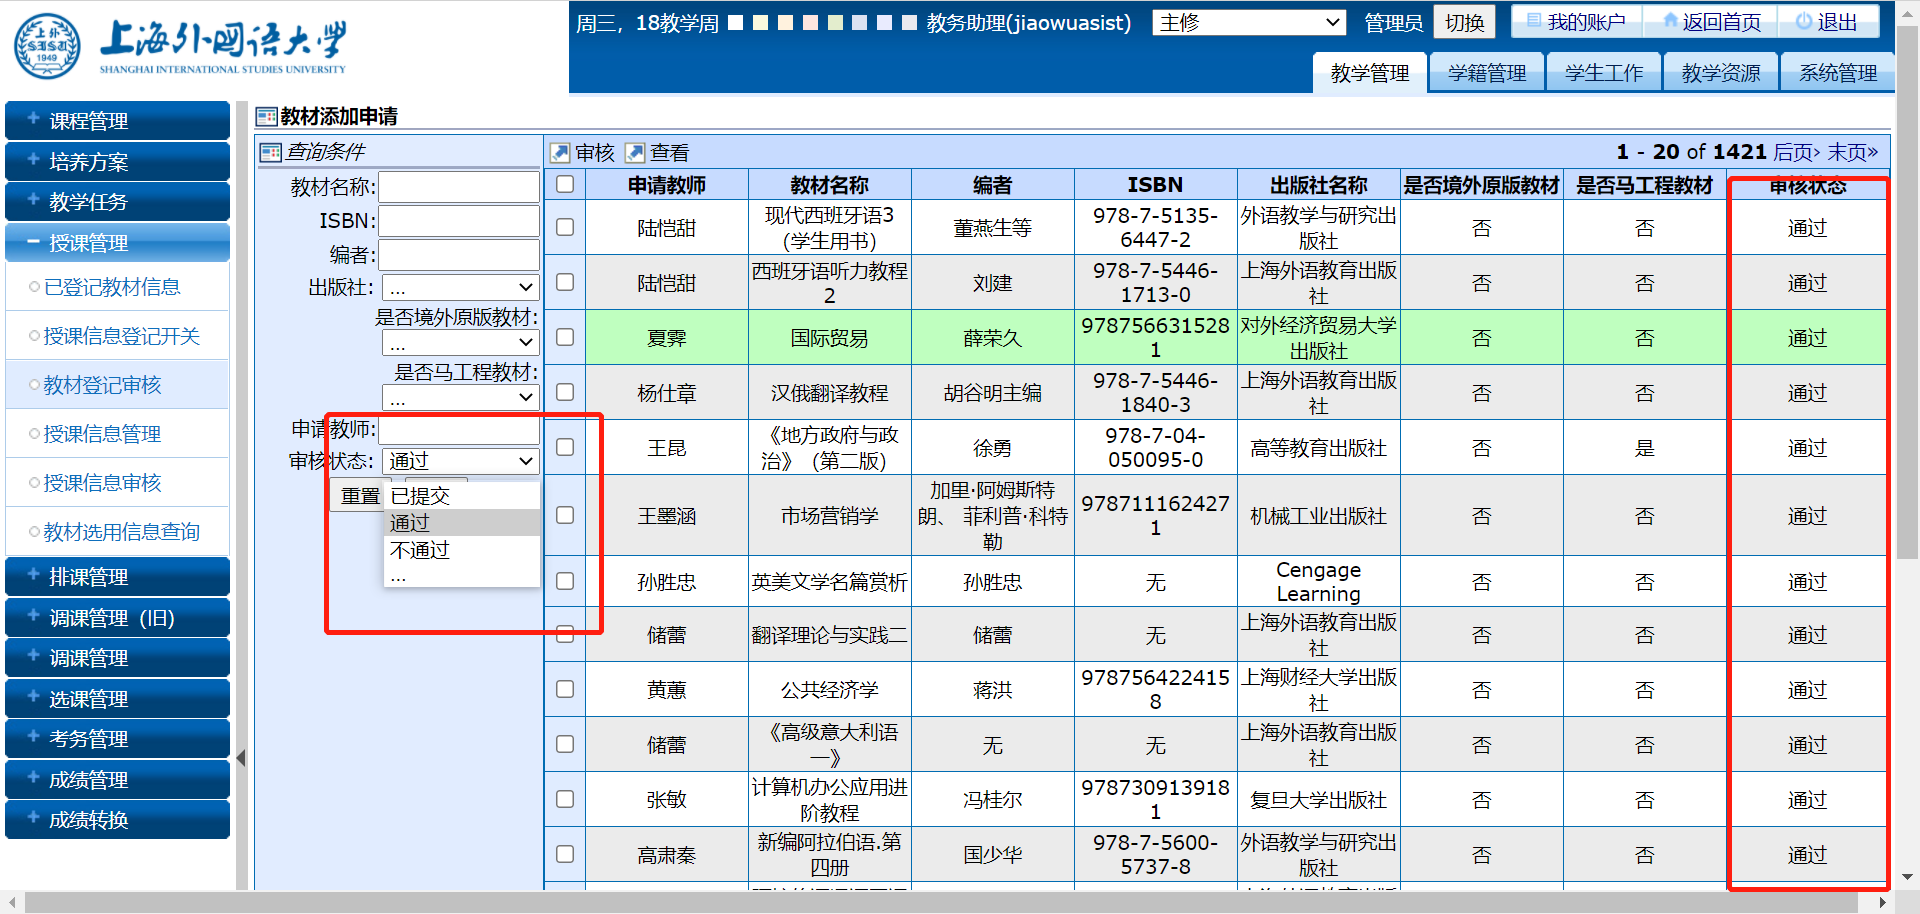 上海外国语大学
SHANGHAI INTERNATIONAL STUDIES UNIVERSITY
上外
SISU
1949
周三，18教学周 教务助理(jiaowuasist) 主修 管理员 切换 我的账户 返回首页 退出
教学管理 学籍管理 学生工作 教学资源 系统管理
课程管理
培养方案
教学任务
授课管理
已登记教材信息
授课信息登记开关
教材登记审核
授课信息管理
授课信息审核
教材选用信息查询
排课管理
调课管理（旧）
调课管理
选课管理
考务管理
成绩管理
成绩转换
教材添加申请
查询条件
教材名称:
ISBN:
编者:
出版社: ...
是否境外原版教材:
...
是否马工程教材:
...
申请教师:
审核状态: 通过
重置
已提交
通过
不通过
...
审核 查看 1 - 20 of 1421 后页› 末页»
申请教师 教材名称 编者 ISBN 出版社名称 是否境外原版教材 是否马工程教材 审核状态
陆恺甜 现代西班牙语3（学生用书） 董燕生等 978-7-5135-6447-2 外语教学与研究出版社 否 否 通过
陆恺甜 西班牙语听力教程2 刘建 978-7-5446-1713-0 上海外语教育出版社 否 否 通过
夏霁 国际贸易 薛荣久 9787566315281 对外经济贸易大学出版社 否 否 通过
杨仕章 汉俄翻译教程 胡谷明主编 978-7-5446-1840-3 上海外语教育出版社 否 否 通过
王昆 《地方政府与政治》（第二版） 徐勇 978-7-04-050095-0 高等教育出版社 否 是 通过
王墨涵 市场营销学 加里·阿姆斯特朗、 菲利普·科特勒 9787111624271 机械工业出版社 否 否 通过
孙胜忠 英美文学名篇赏析 孙胜忠 无 Cengage Learning 否 否 通过
储蕾 翻译理论与实践二 储蕾 无 上海外语教育出版社 否 否 通过
黄蕙 公共经济学 蒋洪 9787564224158 上海财经大学出版社 否 否 通过
储蕾 《高级意大利语一》 无 无 上海外语教育出版社 否 否 通过
张敏 计算机办公应用进阶教程 冯桂尔 9787309139181 复旦大学出版社 否 否 通过
高肃秦 新编阿拉伯语.第四册 国少华 978-7-5600-5737-8 外语教学与研究出版社 否 否 通过